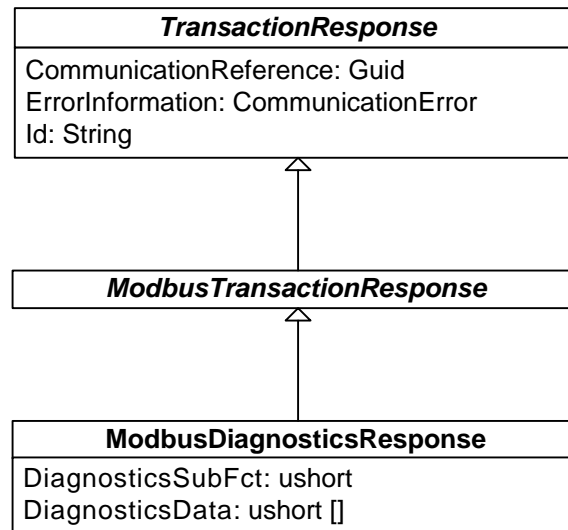 TransactionResponse
CommunicationReference: Guid
ErrorInformation: CommunicationError
Id: String
ModbusTransactionResponse
ModbusDiagnosticsResponse
DiagnosticsSubFct: ushort
DiagnosticsData: ushort []